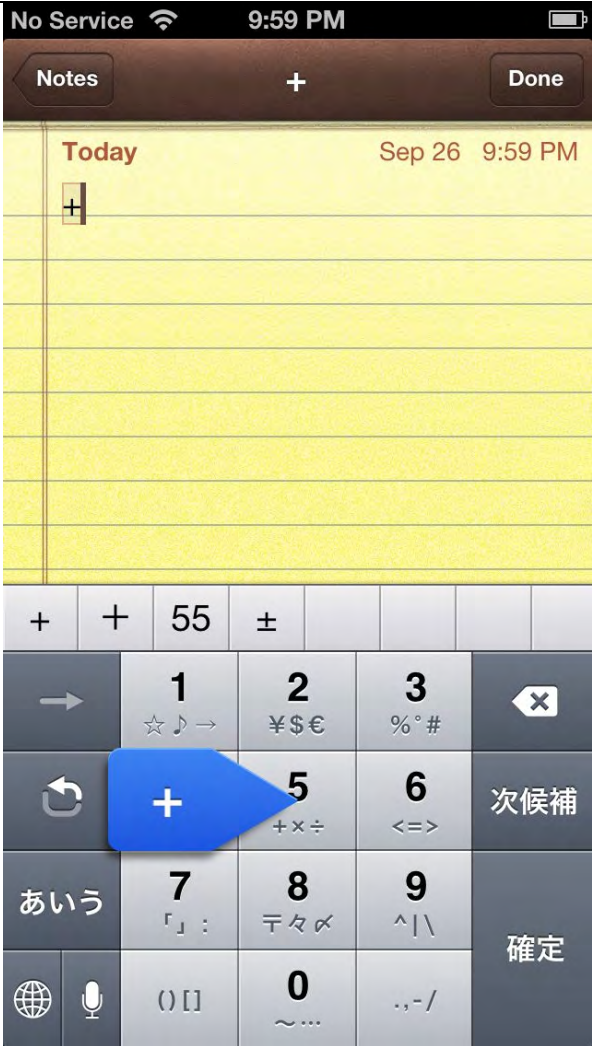 No Service 9:59 PM
Notes + Done
Today Sep 26 9:59 PM
+
+ ＋ 55 ±
→ 1 2 3
☆♪→ ¥$€ %°#
+ 5 6 次候補
+×÷ <=>
あいう 7 8 9
「」: 〒々〆 ^|\
確定
()[] 0 .,-/
~…